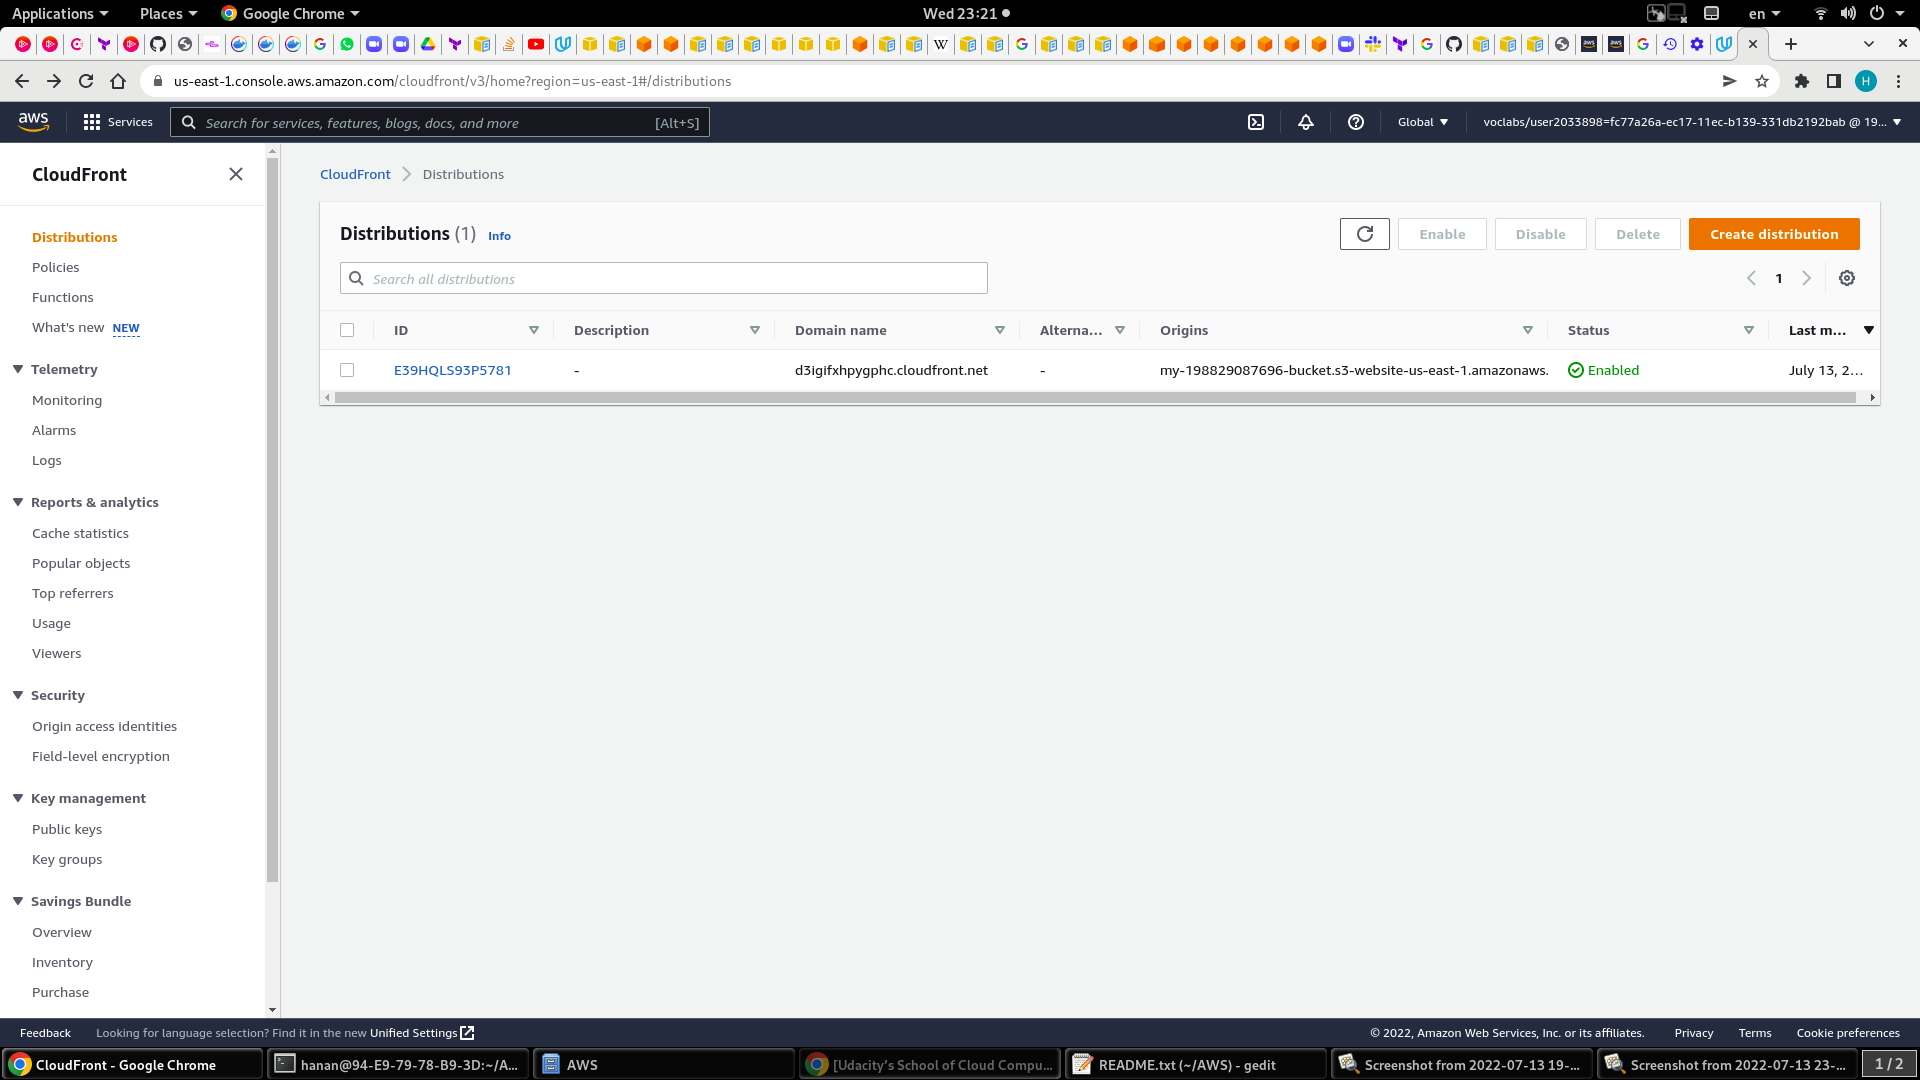 Applications
Places
Google Chrome
Wed 23:21
en
us-east-1.console.aws.amazon.com/cloudfront/v3/home?region=us-east-1#/distributions
H
aws
Services
Search for services, features, blogs, docs, and more
[Alt+S]
Global
voclabs/user2033898=fc77a26a-ec17-11ec-b139-331db2192bab @ 19...
CloudFront
Distributions
Policies
Functions
What's new NEW
Telemetry
Monitoring
Alarms
Logs
Reports & analytics
Cache statistics
Popular objects
Top referrers
Usage
Viewers
Security
Origin access identities
Field-level encryption
Key management
Public keys
Key groups
Savings Bundle
Overview
Inventory
Purchase
CloudFront
Distributions
Distributions (1) Info
Enable
Disable
Delete
Create distribution
Search all distributions
1
ID
Description
Domain name
Alterna...
Origins
Status
Last m...
E39HQLS93P5781
-
d3igifxhpygphc.cloudfront.net
-
my-198829087696-bucket.s3-website-us-east-1.amazonaws.
Enabled
July 13, 2...
Feedback
Looking for language selection? Find it in the new Unified Settings
© 2022, Amazon Web Services, Inc. or its affiliates.
Privacy
Terms
Cookie preferences
CloudFront - Google Chrome
hanan@94-E9-79-78-B9-3D:~/A...
AWS
[Udacity's School of Cloud Compu...
README.txt (~/AWS) - gedit
Screenshot from 2022-07-13 19-...
Screenshot from 2022-07-13 23-...
1 / 2